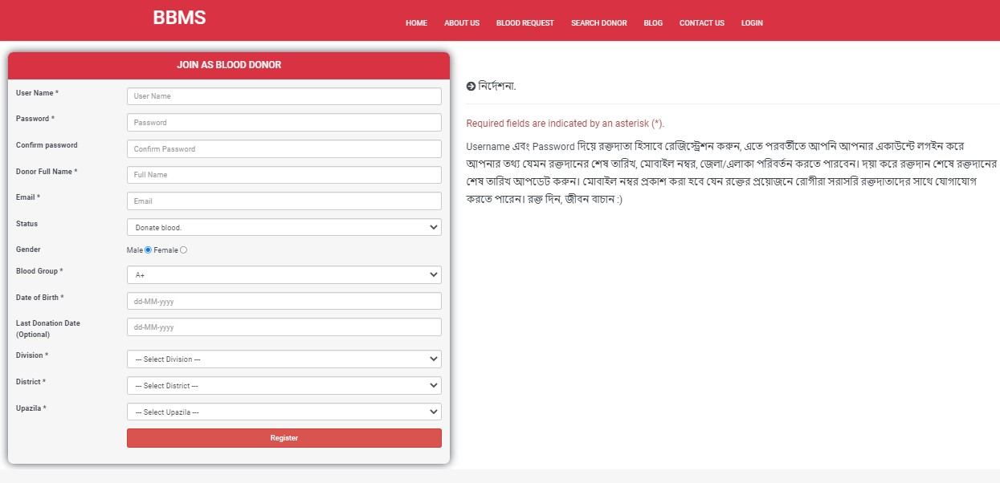 BBMS
HOME ABOUT US BLOOD REQUEST SEARCH DONOR BLOG CONTACT US LOGIN
JOIN AS BLOOD DONOR
User Name *
User Name
Password *
Password
Confirm password
Confirm Password
Donor Full Name *
Full Name
Email *
Email
Status
Donate blood.
Gender
Male Female
Blood Group *
A+
Date of Birth *
dd-MM-yyyy
Last Donation Date
(Optional)
dd-MM-yyyy
Division *
--- Select Division ---
District *
--- Select District ---
Upazila *
--- Select Upazila ---
Register
নির্দেশনা.
Required fields are indicated by an asterisk (*).
Username এবং Password দিয়ে রক্তদাতা হিসাবে রেজিস্ট্রেশন করুন, এতে পরবর্তীতে আপনি আপনার একাউন্টে লগইন করে
আপনার তথ্য যেমন রক্তদানের শেষ তারিখ, মোবাইল নম্বর, জেলা/এলাকা পরিবর্তন করতে পারবেন। দয়া করে রক্তদান শেষে রক্তদানের
শেষ তারিখ আপডেট করুন। মোবাইল নম্বর প্রকাশ করা হবে যেন রক্তের প্রয়োজনে রোগীরা সরাসরি রক্তদাতাদের সাথে যোগাযোগ
করতে পারেন। রক্ত দিন, জীবন বাচান :)